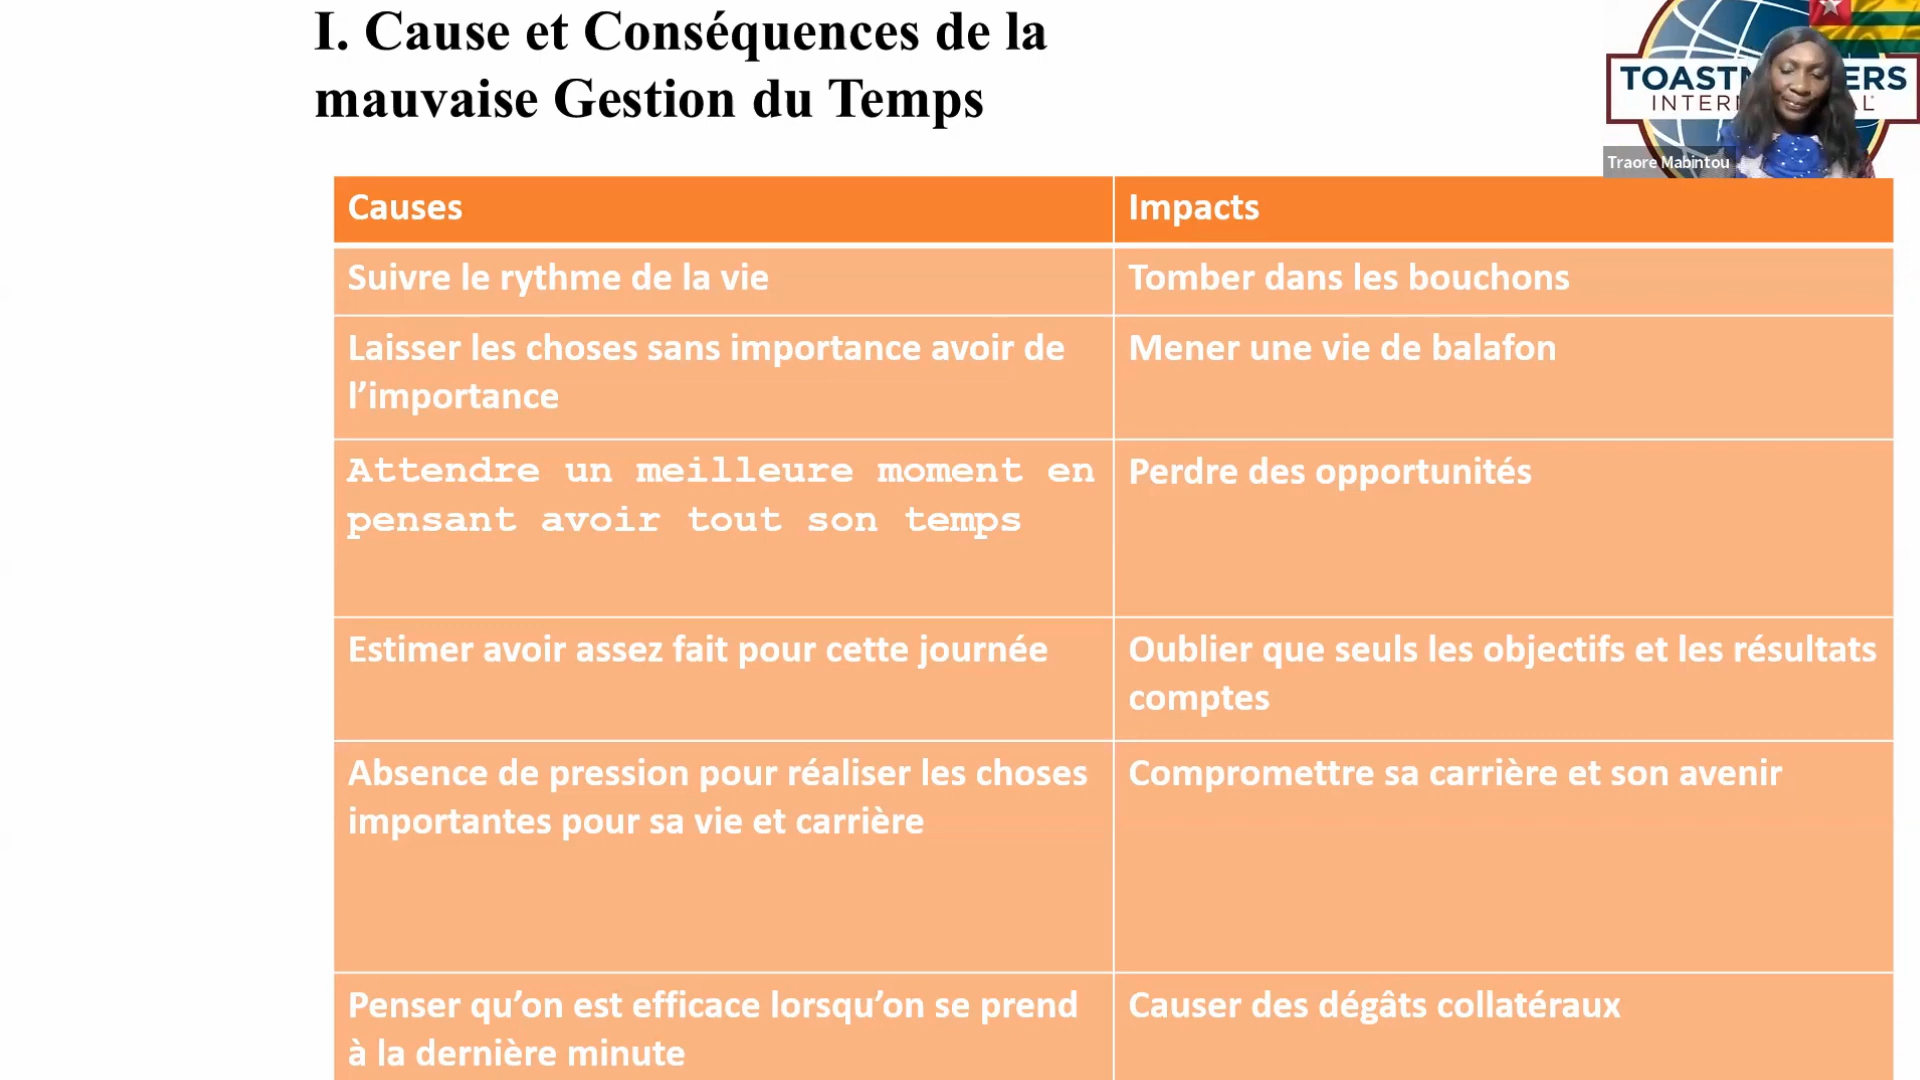 I. Cause et Conséquences de la
mauvaise Gestion du Temps
TOASTM ERS
INTER AL
Traore Mabintou
Causes
Impacts
Suivre le rythme de la vie
Tomber dans les bouchons
Laisser les choses sans importance avoir de
l’importance
Mener une vie de balafon
Attendre un meilleure moment en
pensant avoir tout son temps
Perdre des opportunités
Estimer avoir assez fait pour cette journée
Oublier que seuls les objectifs et les résultats
comptes
Absence de pression pour réaliser les choses
importantes pour sa vie et carrière
Compromettre sa carrière et son avenir
Penser qu’on est efficace lorsqu’on se prend
à la dernière minute
Causer des dégâts collatéraux